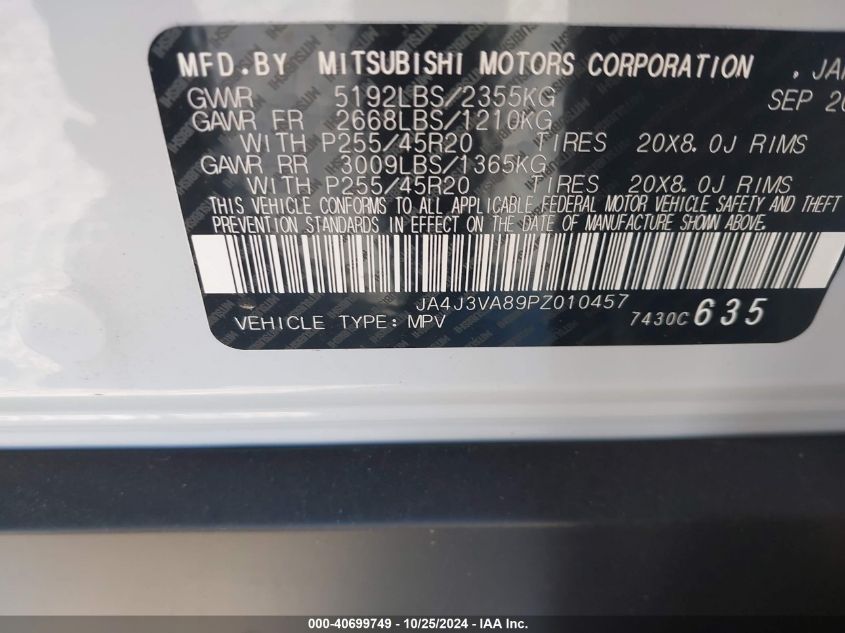 MFD.BY MITSUBISHI MOTORS CORPORATION
GVWR 5192LBS/2355KG SEP
GAWR FR 2668LBS/1210KG
WITH P255/45R20 TIRES 20X8.0J RIMS
GAWR RR 3009LBS/1365KG
WITH P255/45R20 TIRES 20X8.0J RIMS
THIS VEHICLE CONFORMS TO ALL APPLICABLE FEDERAL MOTOR VEHICLE SAFETY AND THEFT
PREVENTION STANDARDS IN EFFECT ON THE DATE OF MANUFACTURE SHOWN ABOVE.
JA4J3VA89PZ010457
VEHICLE TYPE: MPV 7430C 635
000-40699749 - 10/25/2024 - IAA Holdings, LLC.